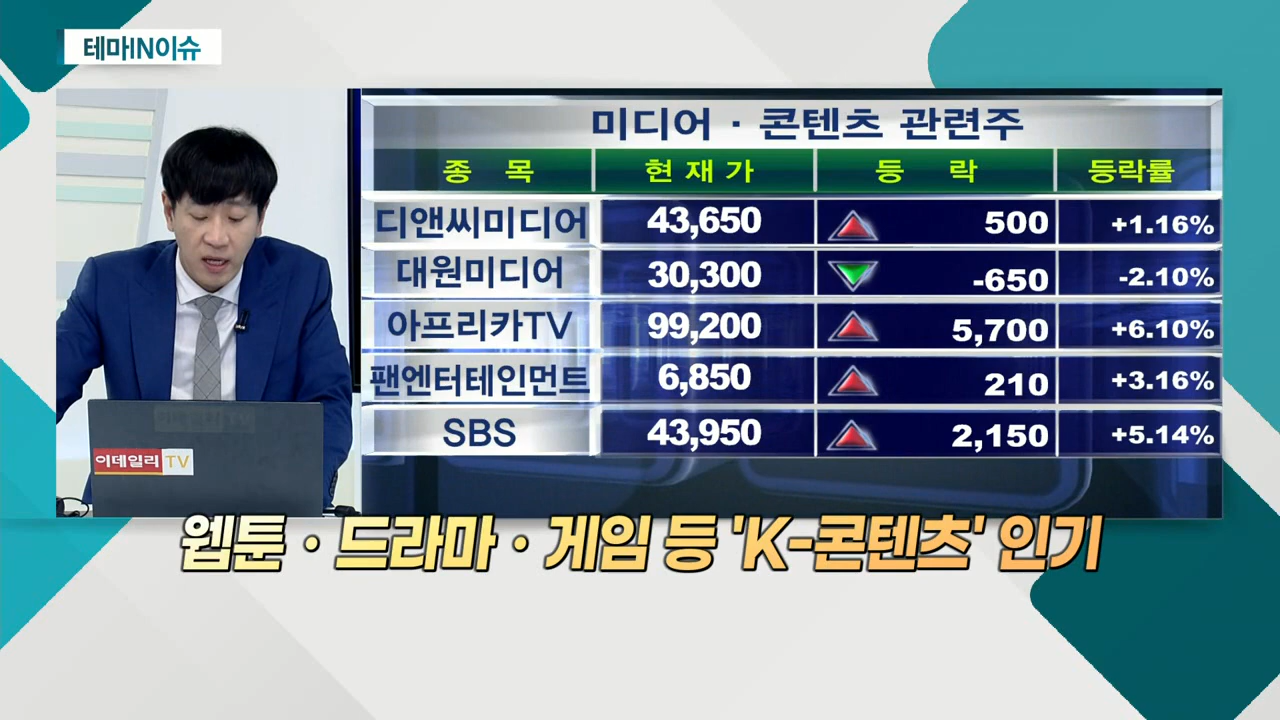 테마IN이슈
미디어 · 콘텐츠 관련주
종 목 현 재 가 등 락 등락률
디앤씨미디어 43,650 ▲ 500 +1.16%
대원미디어 30,300 ▼ -650 -2.10%
아프리카TV 99,200 ▲ 5,700 +6.10%
팬엔터테인먼트 6,850 ▲ 210 +3.16%
SBS 43,950 ▲ 2,150 +5.14%
이데일리 TV
웹툰 · 드라마 · 게임 등 'K-콘텐츠' 인기